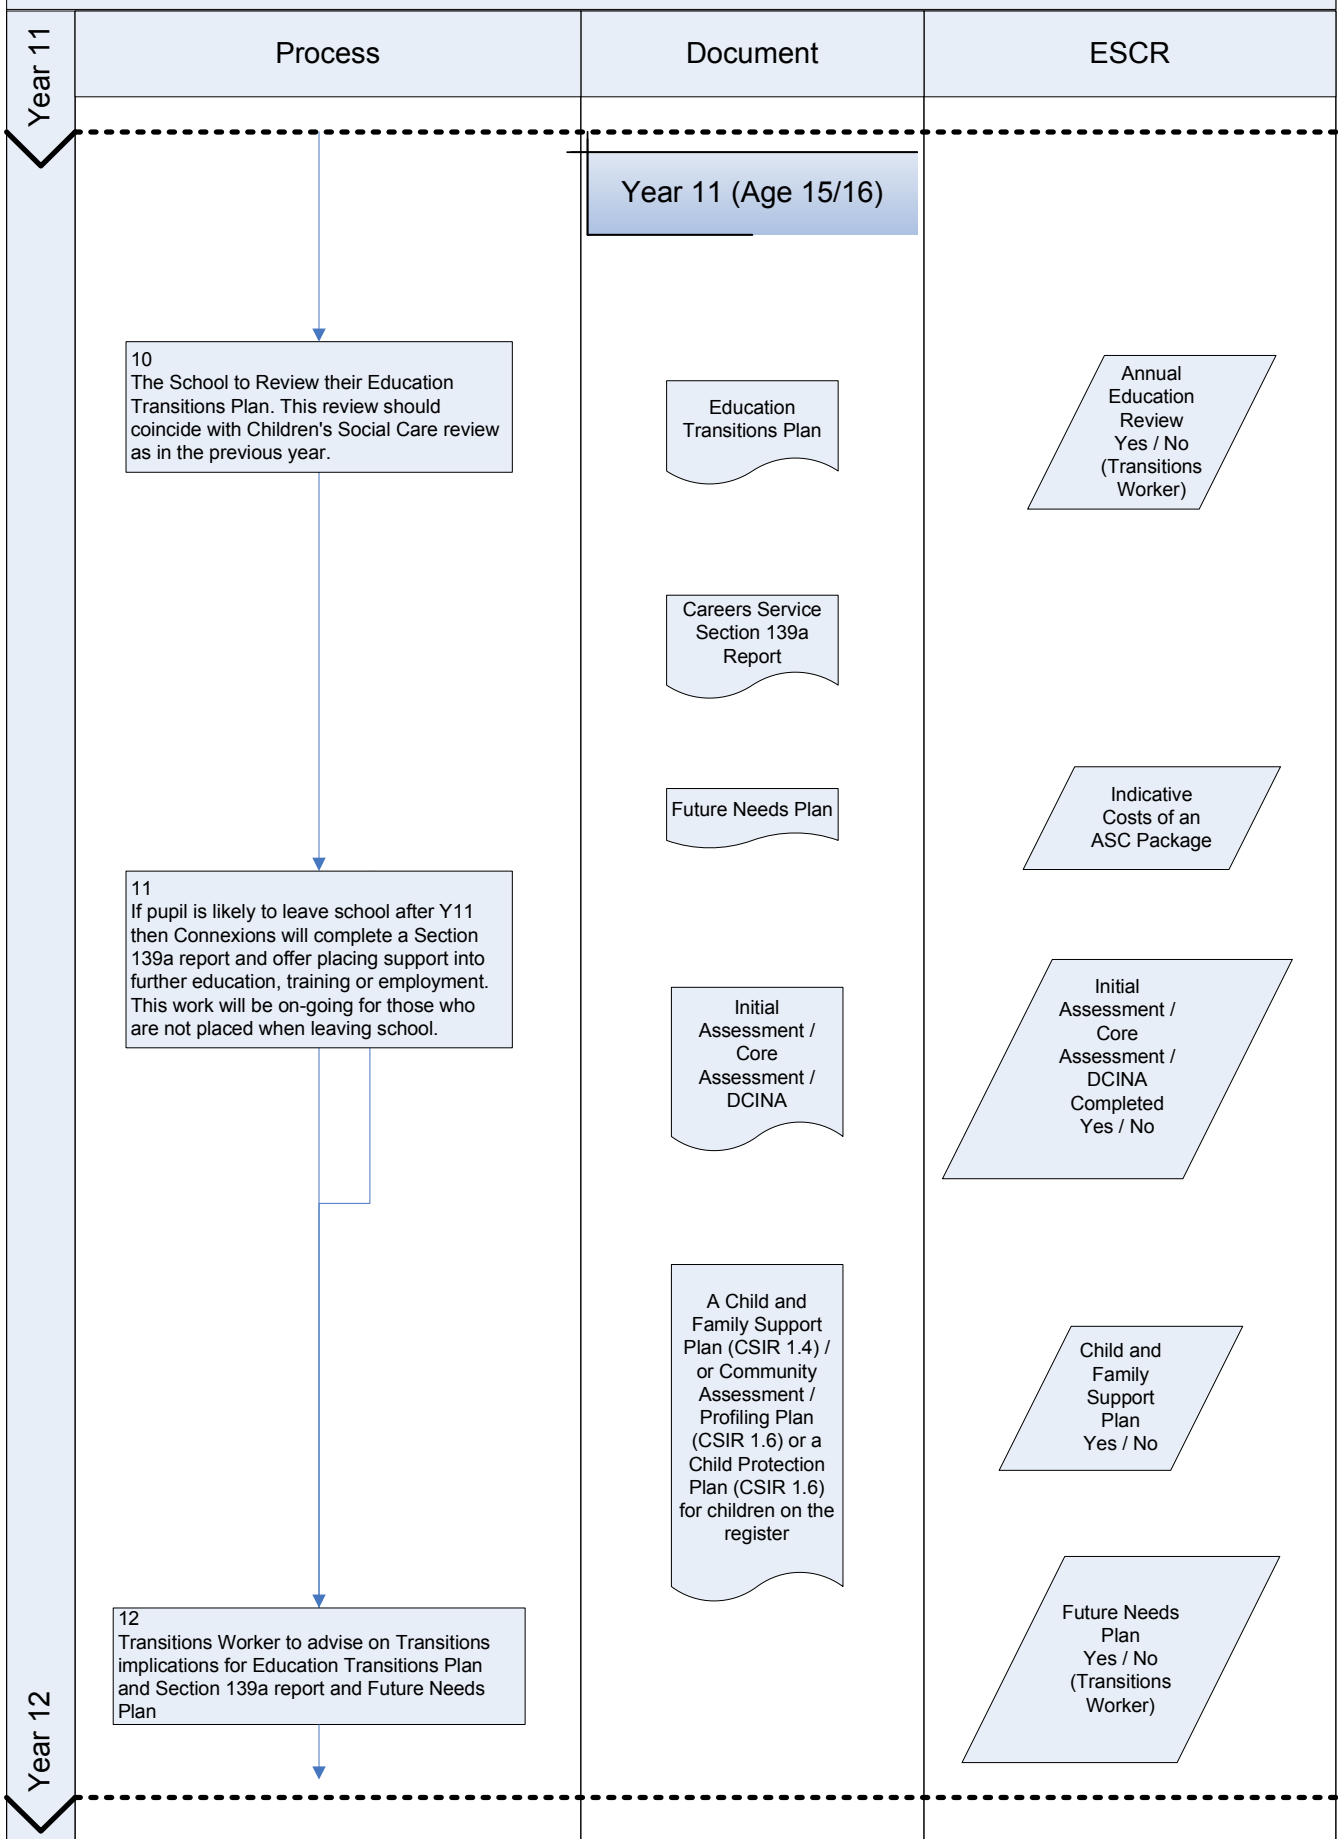 Year 11
Process
Document
ESCR
Year 11 (Age 15/16)
10
The School to Review their Education
Transitions Plan. This review should
coincide with Children's Social Care review
as in the previous year.
Education
Transitions Plan
Annual
Education
Review
Yes / No
(Transitions
Worker)
Careers Service
Section 139a
Report
Future Needs Plan
Indicative
Costs of an
ASC Package
11
If pupil is likely to leave school after Y11
then Connexions will complete a Section
139a report and offer placing support into
further education, training or employment.
This work will be on-going for those who
are not placed when leaving school.
Initial
Assessment /
Core
Assessment /
DCINA
Initial
Assessment /
Core
Assessment /
DCINA
Completed
Yes / No
A Child and
Family Support
Plan (CSIR 1.4) /
or Community
Assessment /
Profiling Plan
(CSIR 1.6) or a
Child Protection
Plan (CSIR 1.6)
for children on the
register
Child and
Family
Support
Plan
Yes / No
12
Transitions Worker to advise on Transitions
implications for Education Transitions Plan
and Section 139a report and Future Needs
Plan
Future Needs
Plan
Yes / No
(Transitions
Worker)
Year 12